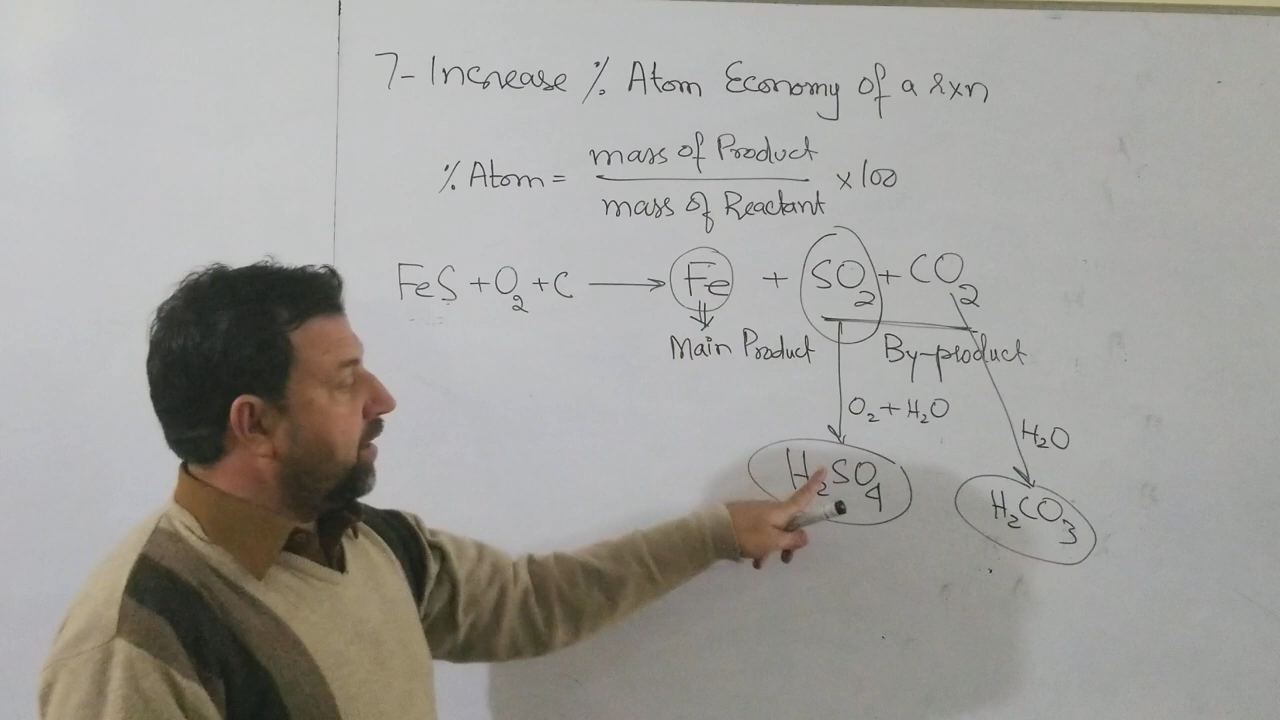 7- Increase % Atom Economy of a rxn
% Atom = mass of Product / mass of Reactant × 100
FeS + O₂ + C ⟶ Fe + SO₂ + CO₂
Main Product
By-product
O₂ + H₂O
H₂O
H₂SO₄
H₂CO₃